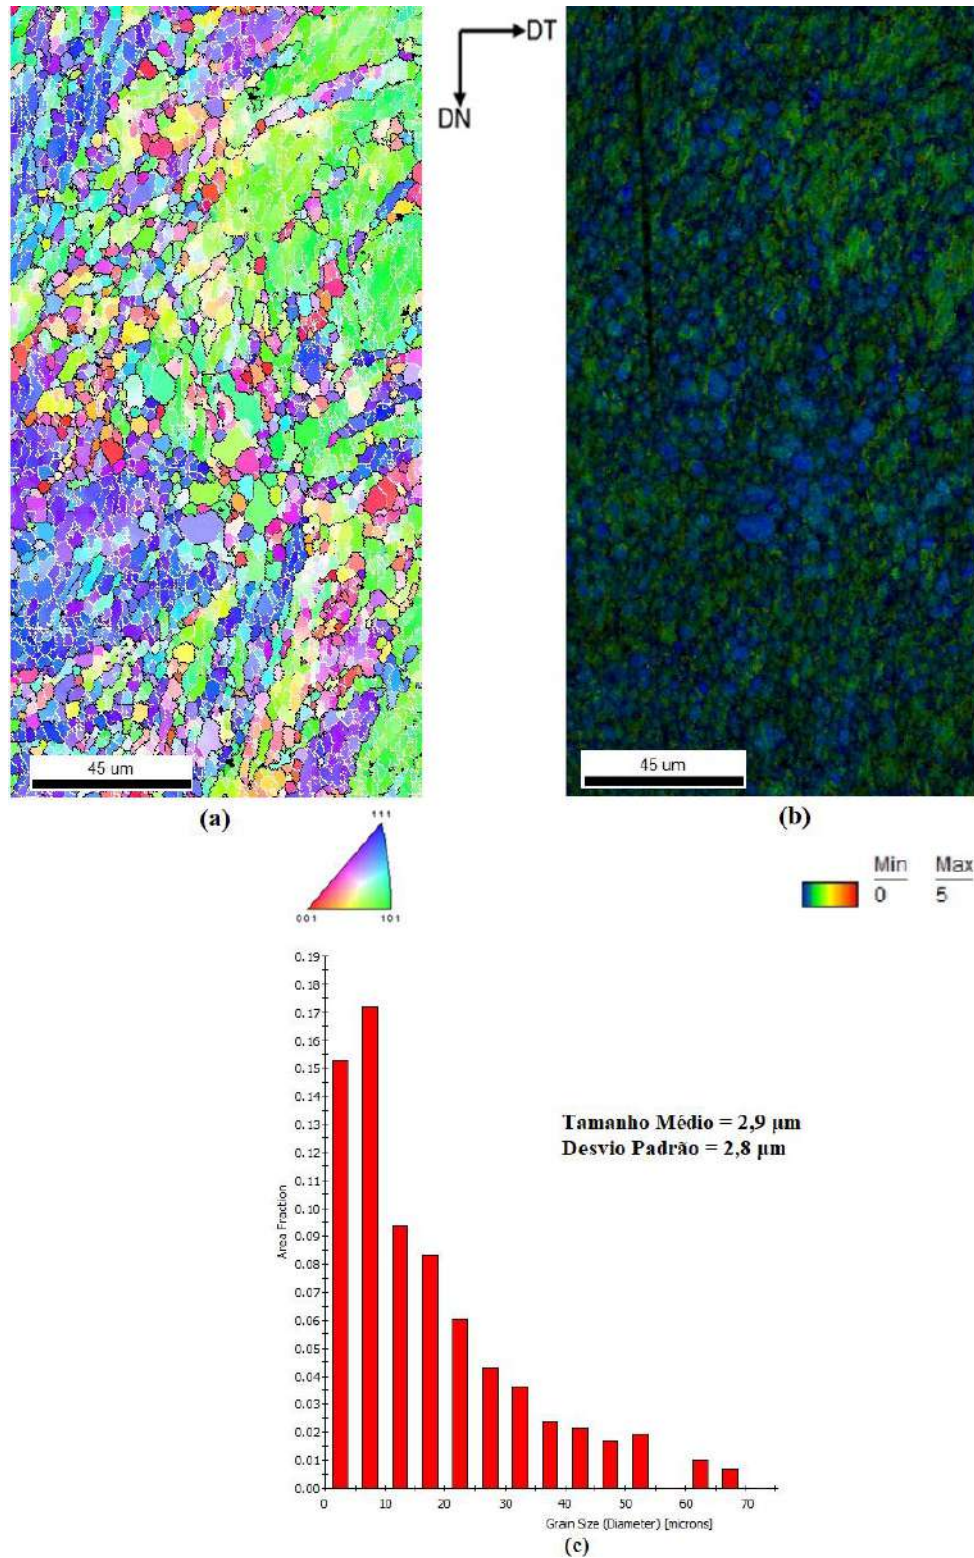 DT
DN
45 um
45 um
(a)
(b)
111
001
101
Min Max
0 5
0.19
0.18
0.17
0.16
0.15
0.14
0.13
0.12
0.11
0.10
0.09
0.08
0.07
0.06
0.05
0.04
0.03
0.02
0.01
0.00
Area Fraction
Tamanho Médio = 2,9 µm
Desvio Padrão = 2,8 µm
0 10 20 30 40 50 60 70
Grain Size (Diameter) [microns]
(c)